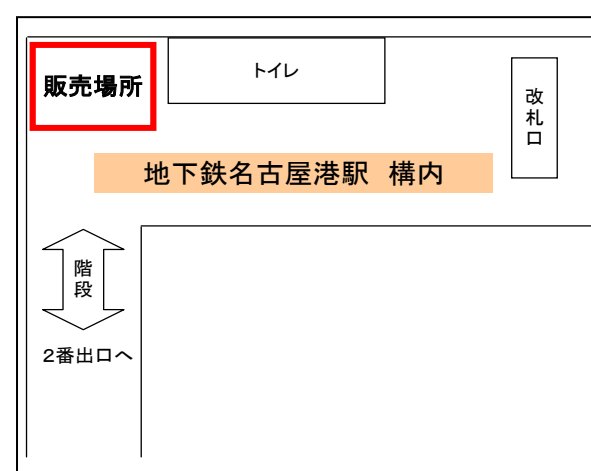 販売場所
トイレ
改札口
地下鉄名古屋港駅 構内
階段
2番出口へ